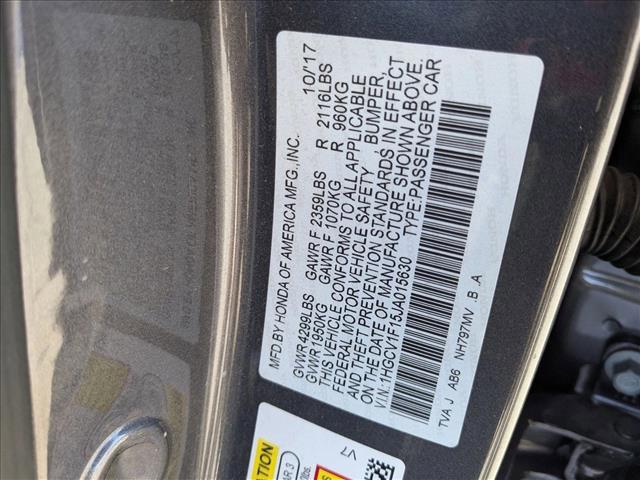 MFD BY HONDA OF AMERICA MFG., INC. 10/17
GVWR 4299LBS GAWR F 2359LBS R 2116LBS
GVWR 1950KG GAWR F 1070KG R 960KG
THIS VEHICLE CONFORMS TO ALL APPLICABLE
FEDERAL MOTOR VEHICLE SAFETY, BUMPER,
AND THEFT PREVENTION STANDARDS IN EFFECT
ON THE DATE OF MANUFACTURE SHOWN ABOVE.
V.I.N: 1HGCV1F15JA015630 TYPE:PASSENGER CAR
TVA J AB6 NH797MV . B . A